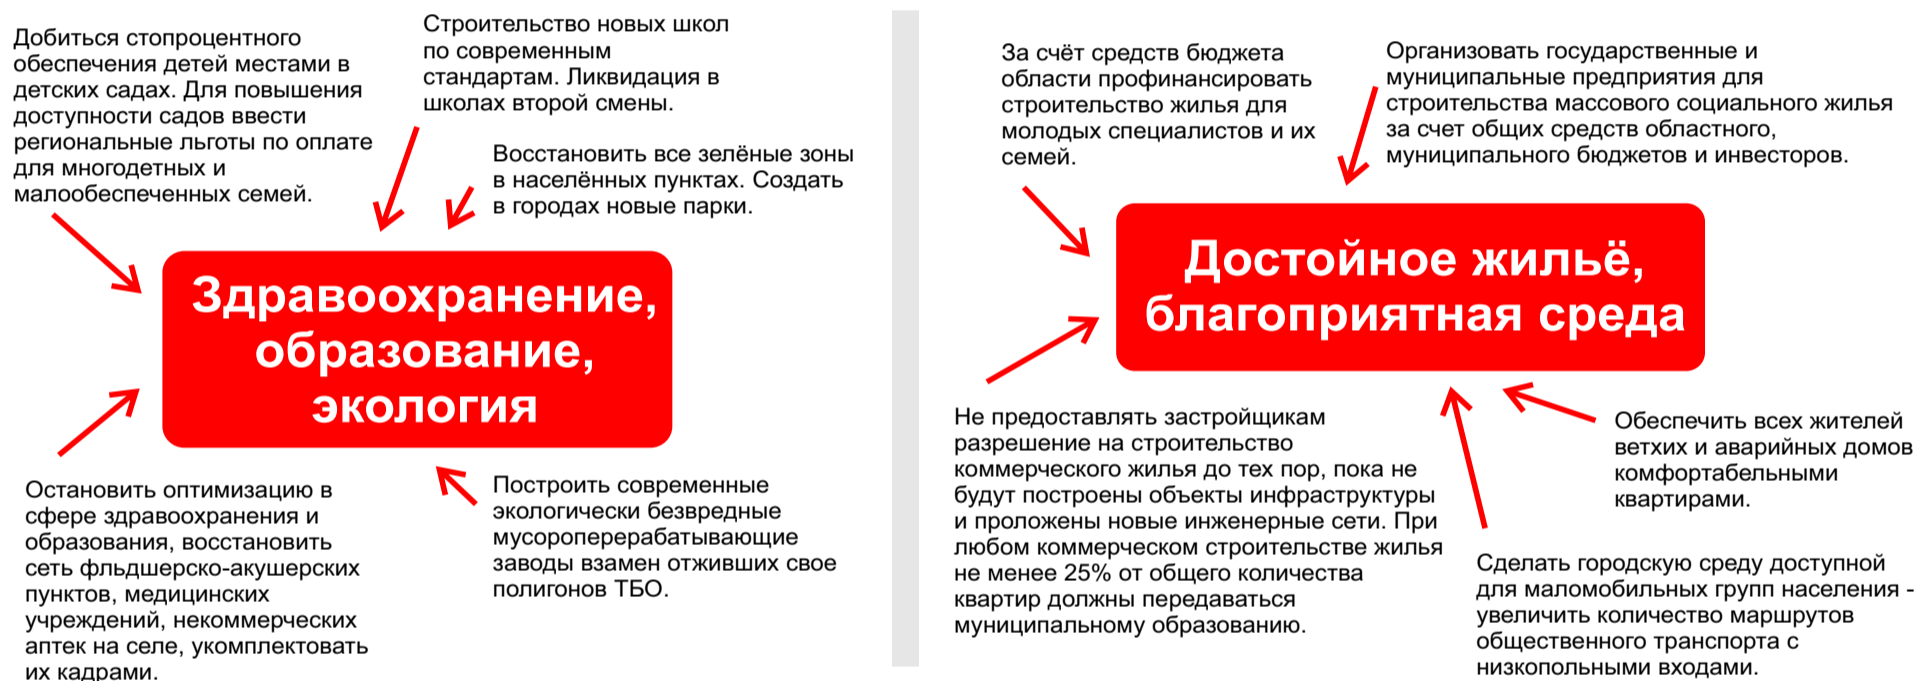 Добиться стопроцентного
обеспечения детей местами в
детских садах. Для повышения
доступности садов ввести
региональные льготы по оплате
для многодетных и
малообеспеченных семей.
Строительство новых школ
по современным
стандартам. Ликвидация в
школах второй смены.
Восстановить все зелёные зоны
в населённых пунктах. Создать
в городах новые парки.
Здравоохранение,
образование,
экология
Остановить оптимизацию в
сфере здравоохранения и
образования, восстановить
сеть фльдшерско-акушерских
пунктов, медицинских
учреждений, некоммерческих
аптек на селе, укомплектовать
их кадрами.
Построить современные
экологически безвредные
мусороперерабатывающие
заводы взамен отживших свое
полигонов ТБО.
За счёт средств бюджета
области профинансировать
строительство жилья для
молодых специалистов и их
семей.
Организовать государственные и
муниципальные предприятия для
строительства массового социального жилья
за счет общих средств областного,
муниципального бюджетов и инвесторов.
Достойное жильё,
благоприятная среда
Не предоставлять застройщикам
разрешение на строительство
коммерческого жилья до тех пор, пока не
будут построены объекты инфраструктуры
и проложены новые инженерные сети. При
любом коммерческом строительстве жилья
не менее 25% от общего количества
квартир должны передаваться
муниципальному образованию.
Обеспечить всех жителей
ветхих и аварийных домов
комфортабельными
квартирами.
Сделать городскую среду доступной
для маломобильных групп населения -
увеличить количество маршрутов
общественного транспорта с
низкопольными входами.